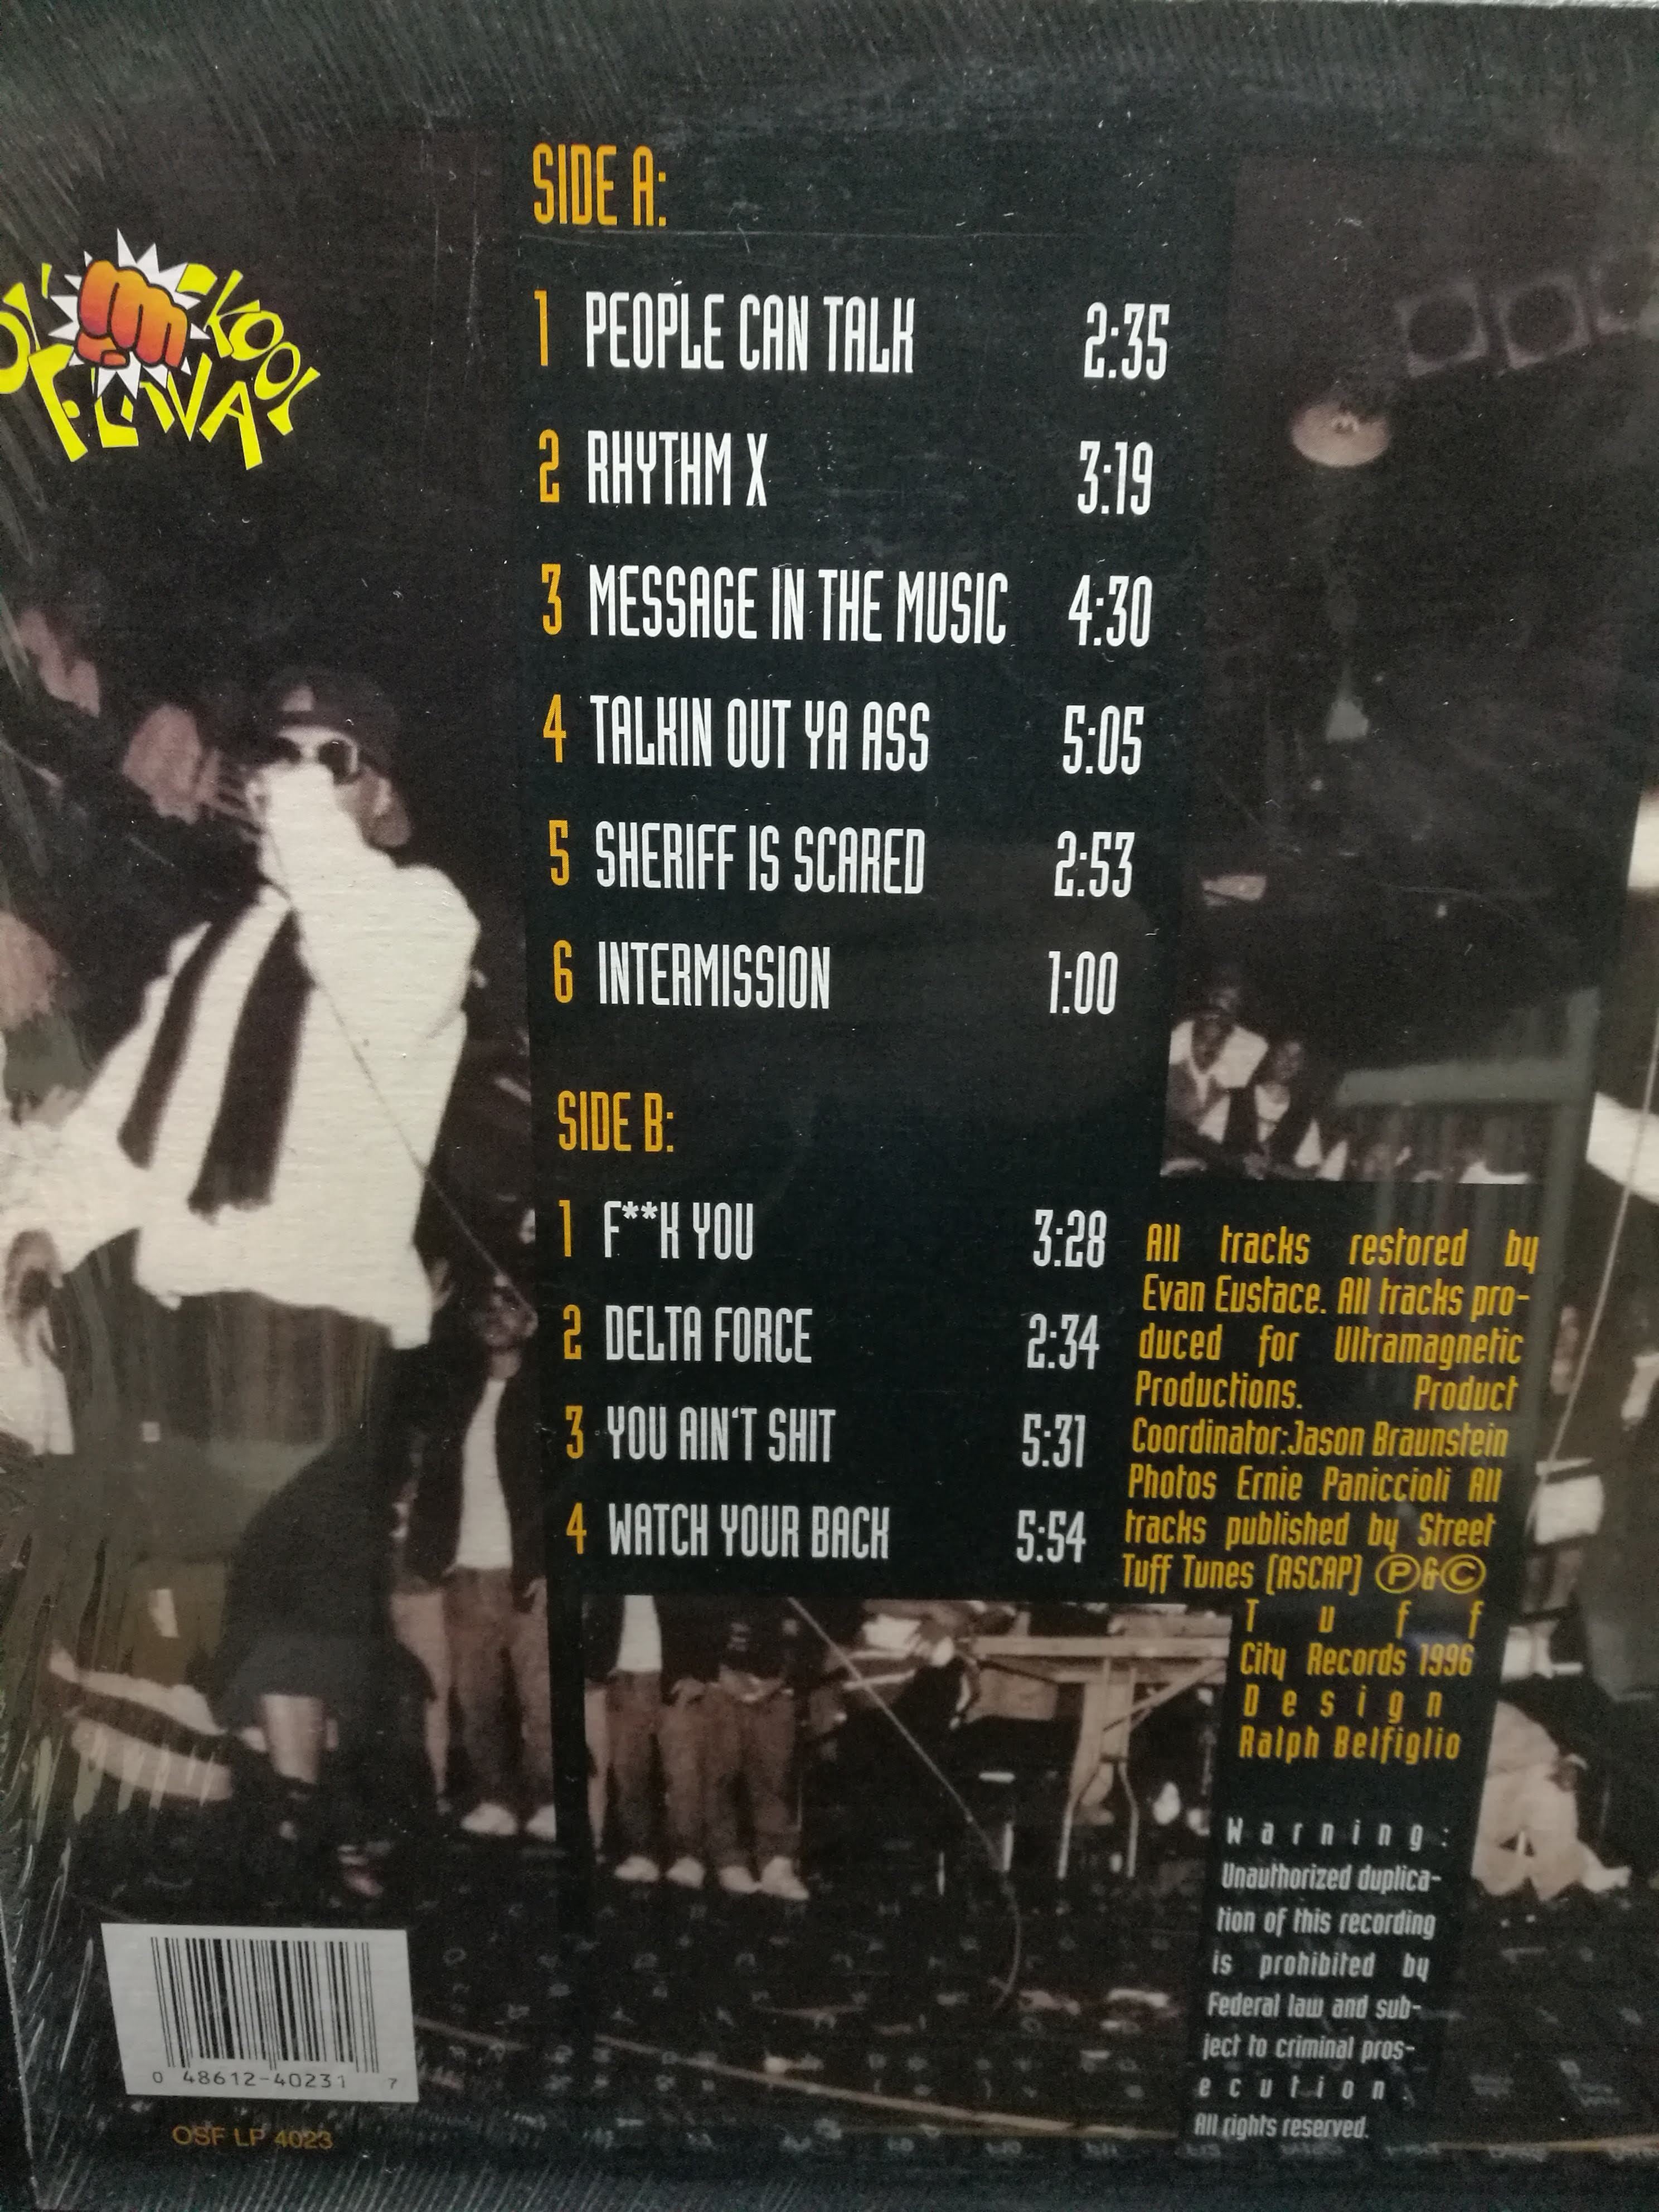 OL' SKOOL
FLAVA
SIDE A:
1 PEOPLE CAN TALK 2:35
2 RHYTHM X 3:19
3 MESSAGE IN THE MUSIC 4:30
4 TALKIN OUT YA ASS 5:05
5 SHERIFF IS SCARED 2:53
6 INTERMISSION 1:00
SIDE B:
1 F**K YOU 3:28
2 DELTA FORCE 2:34
3 YOU AIN'T SHIT 5:31
4 WATCH YOUR BACK 5:54
All tracks restored by
Evan Eustace. All tracks pro-
duced for Ultramagnetic
Productions. Product
Coordinator:Jason Braunstein
Photos Ernie Paniccioli All
tracks published by Street
Tuff Tunes (ASCAP) Ⓟ&©
Tuff
City Records 1996
Design
Ralph Belfiglio
Warning:
Unauthorized duplica-
tion of this recording
is prohibited by
Federal law and sub-
ject to criminal pros-
ecution.
All rights reserved.
0 48612-40231 7
OSF LP 4023